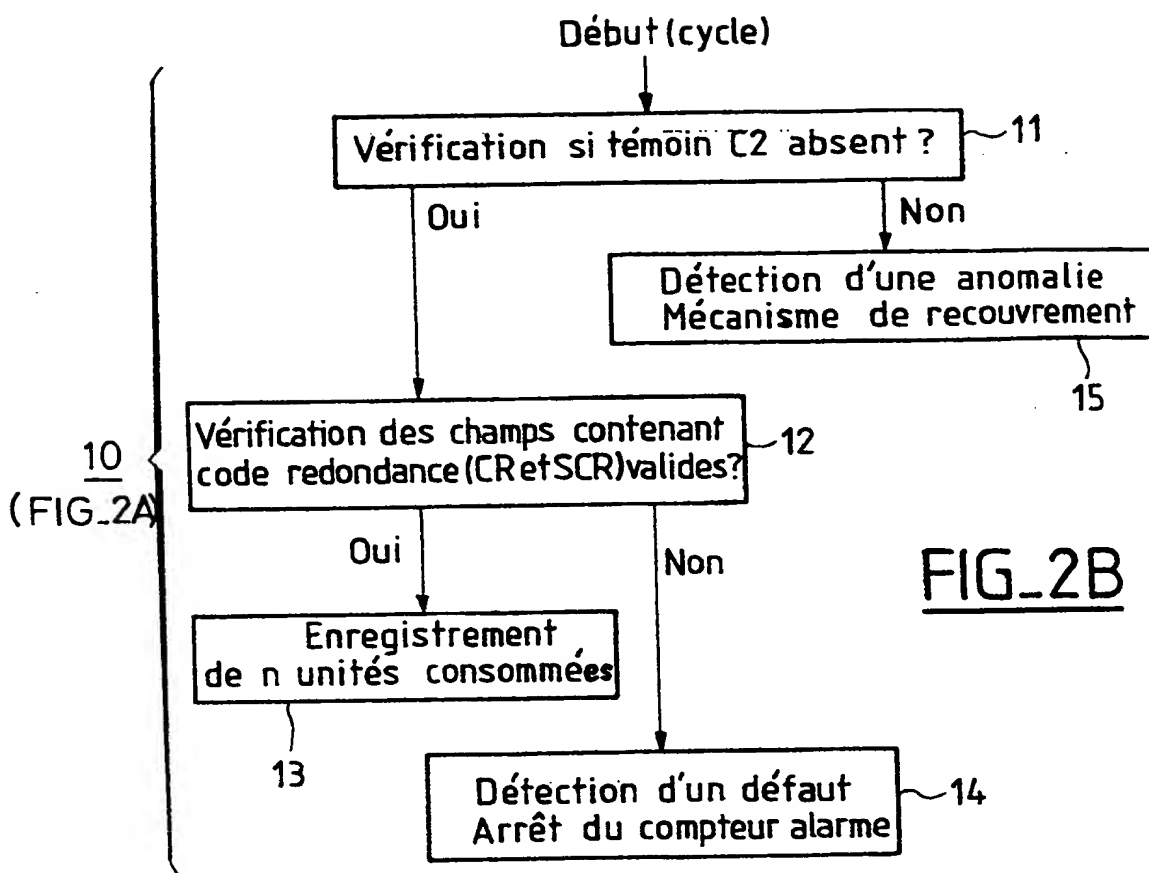 Début (cycle)
Vérification si témoin C2 absent ?
11
Oui
Non
Détection d'une anomalie
Mécanisme de recouvrement
15
Vérification des champs contenant
code redondance (CR et SCR) valides?
12
10
(FIG_2A)
Oui
Non
FIG_2B
Enregistrement
de n unités consommées
13
Détection d'un défaut
Arrêt du compteur alarme
14